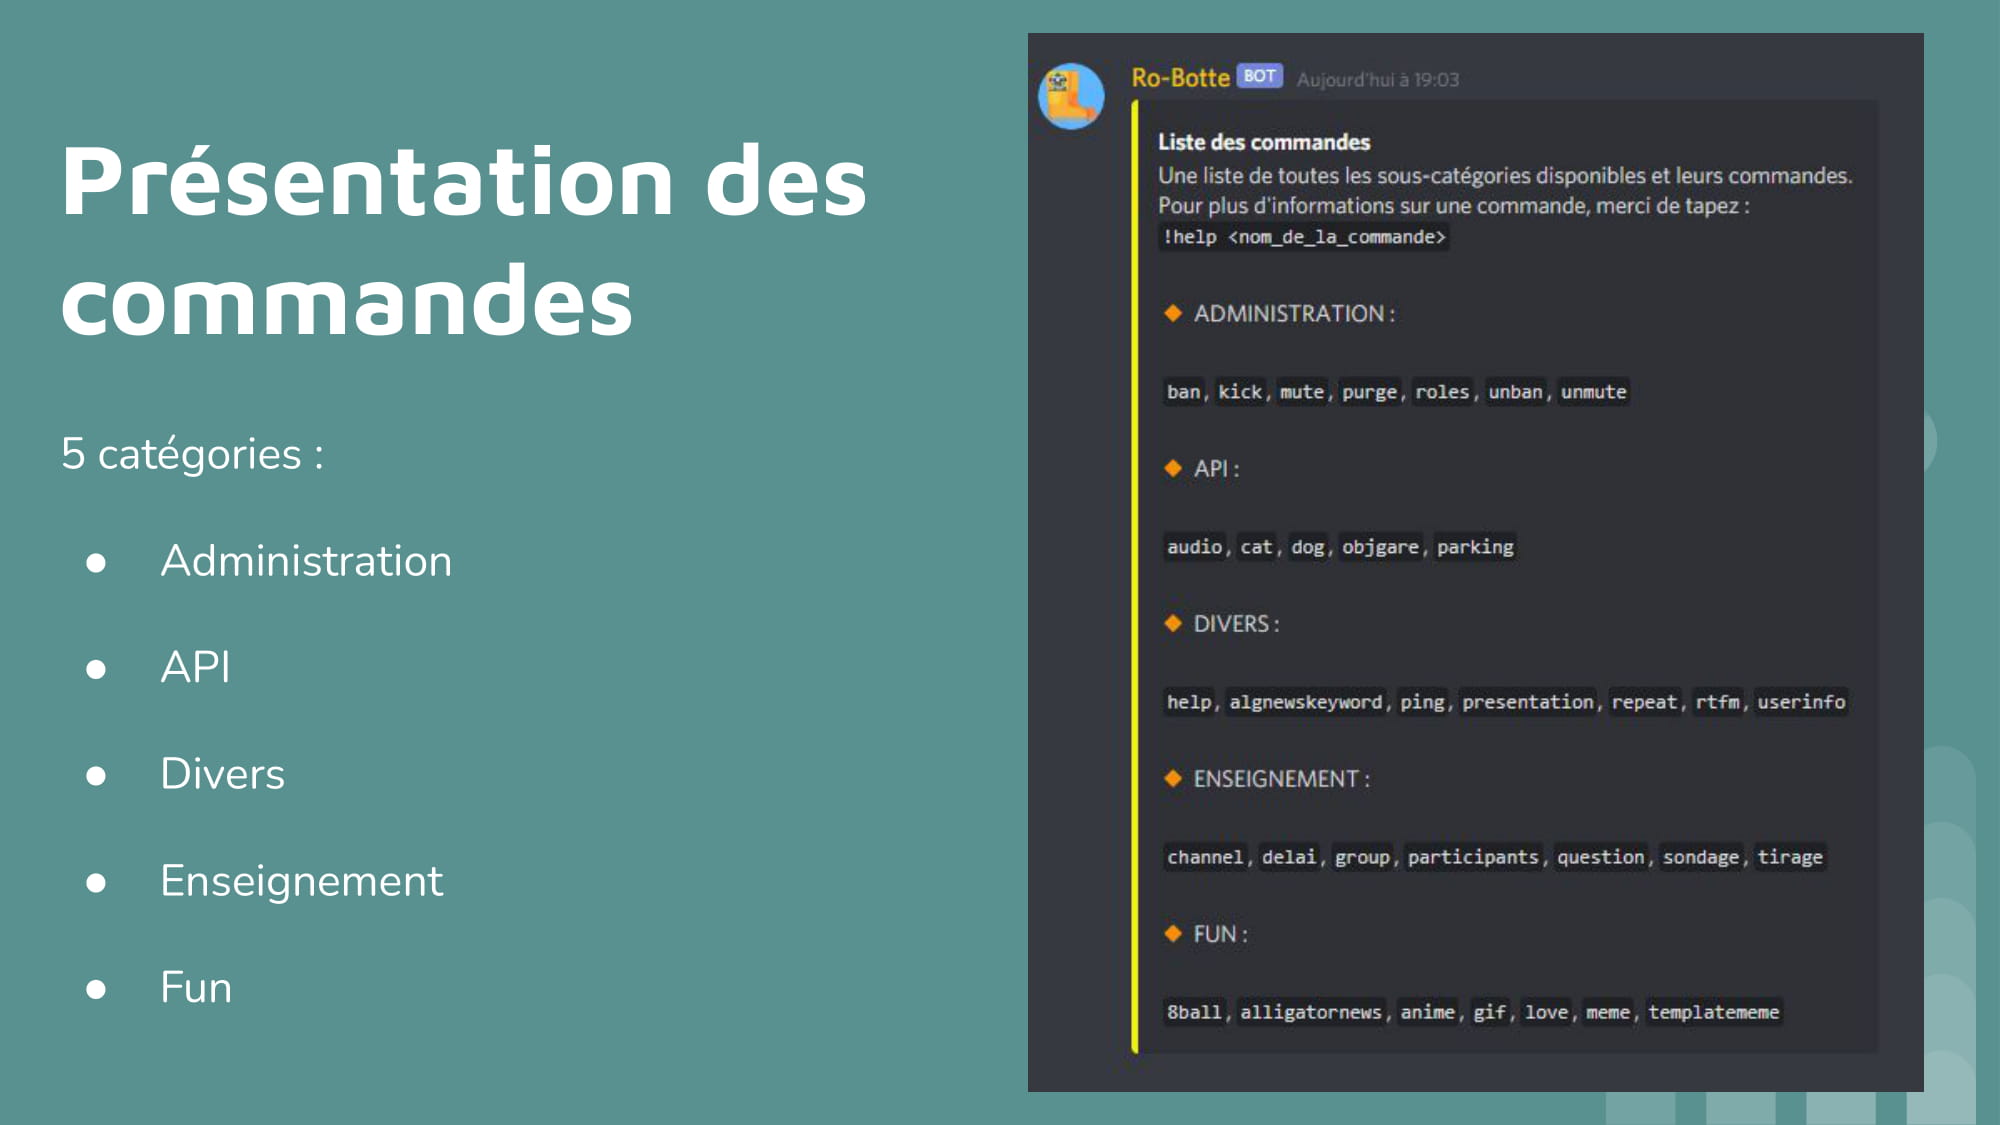 Présentation des
commandes
5 catégories :
● Administration
● API
● Divers
● Enseignement
● Fun
Ro-Botte BOT Aujourd'hui à 19:03
Liste des commandes
Une liste de toutes les sous-catégories disponibles et leurs commandes.
Pour plus d'informations sur une commande, merci de tapez :
!help <nom_de_la_commande>
ADMINISTRATION :
ban, kick, mute, purge, roles, unban, unmute
API :
audio, cat, dog, objgare, parking
DIVERS :
help, algnewskeyword, ping, presentation, repeat, rtfm, userinfo
ENSEIGNEMENT :
channel, delai, group, participants, question, sondage, tirage
FUN :
8ball, alligatornews, anime, gif, love, meme, templatememe